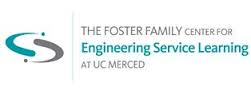 THE FOSTER FAMILY CENTER FOR
Engineering Service Learning
AT UC MERCED